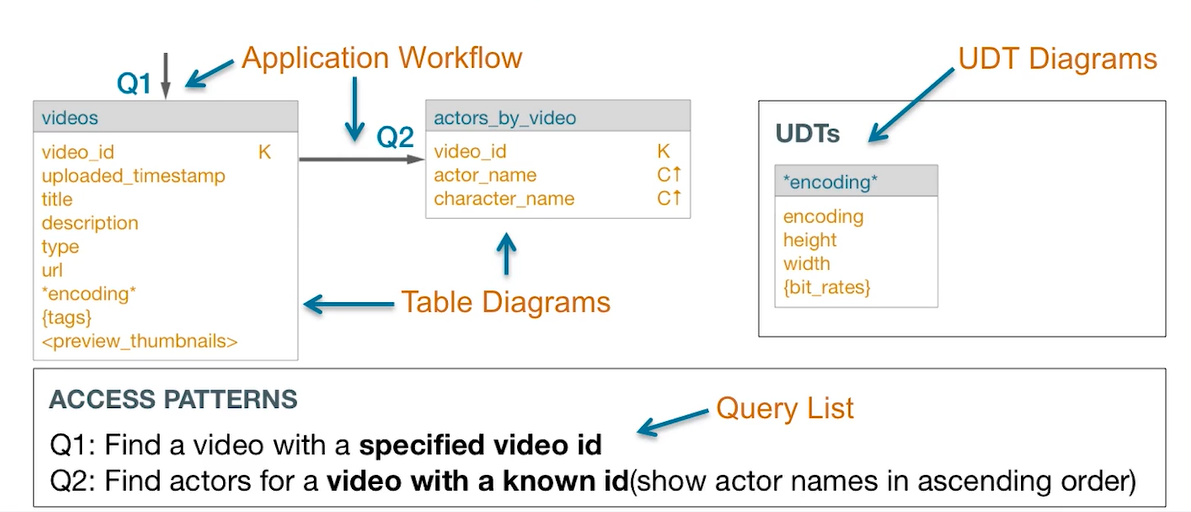 Application Workflow
UDT Diagrams
Q1
videos
video_id K
uploaded_timestamp
title
description
type
url
*encoding*
{tags}
<preview_thumbnails>
Q2
actors_by_video
video_id K
actor_name C↑
character_name C↑
Table Diagrams
UDTs
*encoding*
encoding
height
width
{bit_rates}
ACCESS PATTERNS
Query List
Q1: Find a video with a specified video id
Q2: Find actors for a video with a known id(show actor names in ascending order)